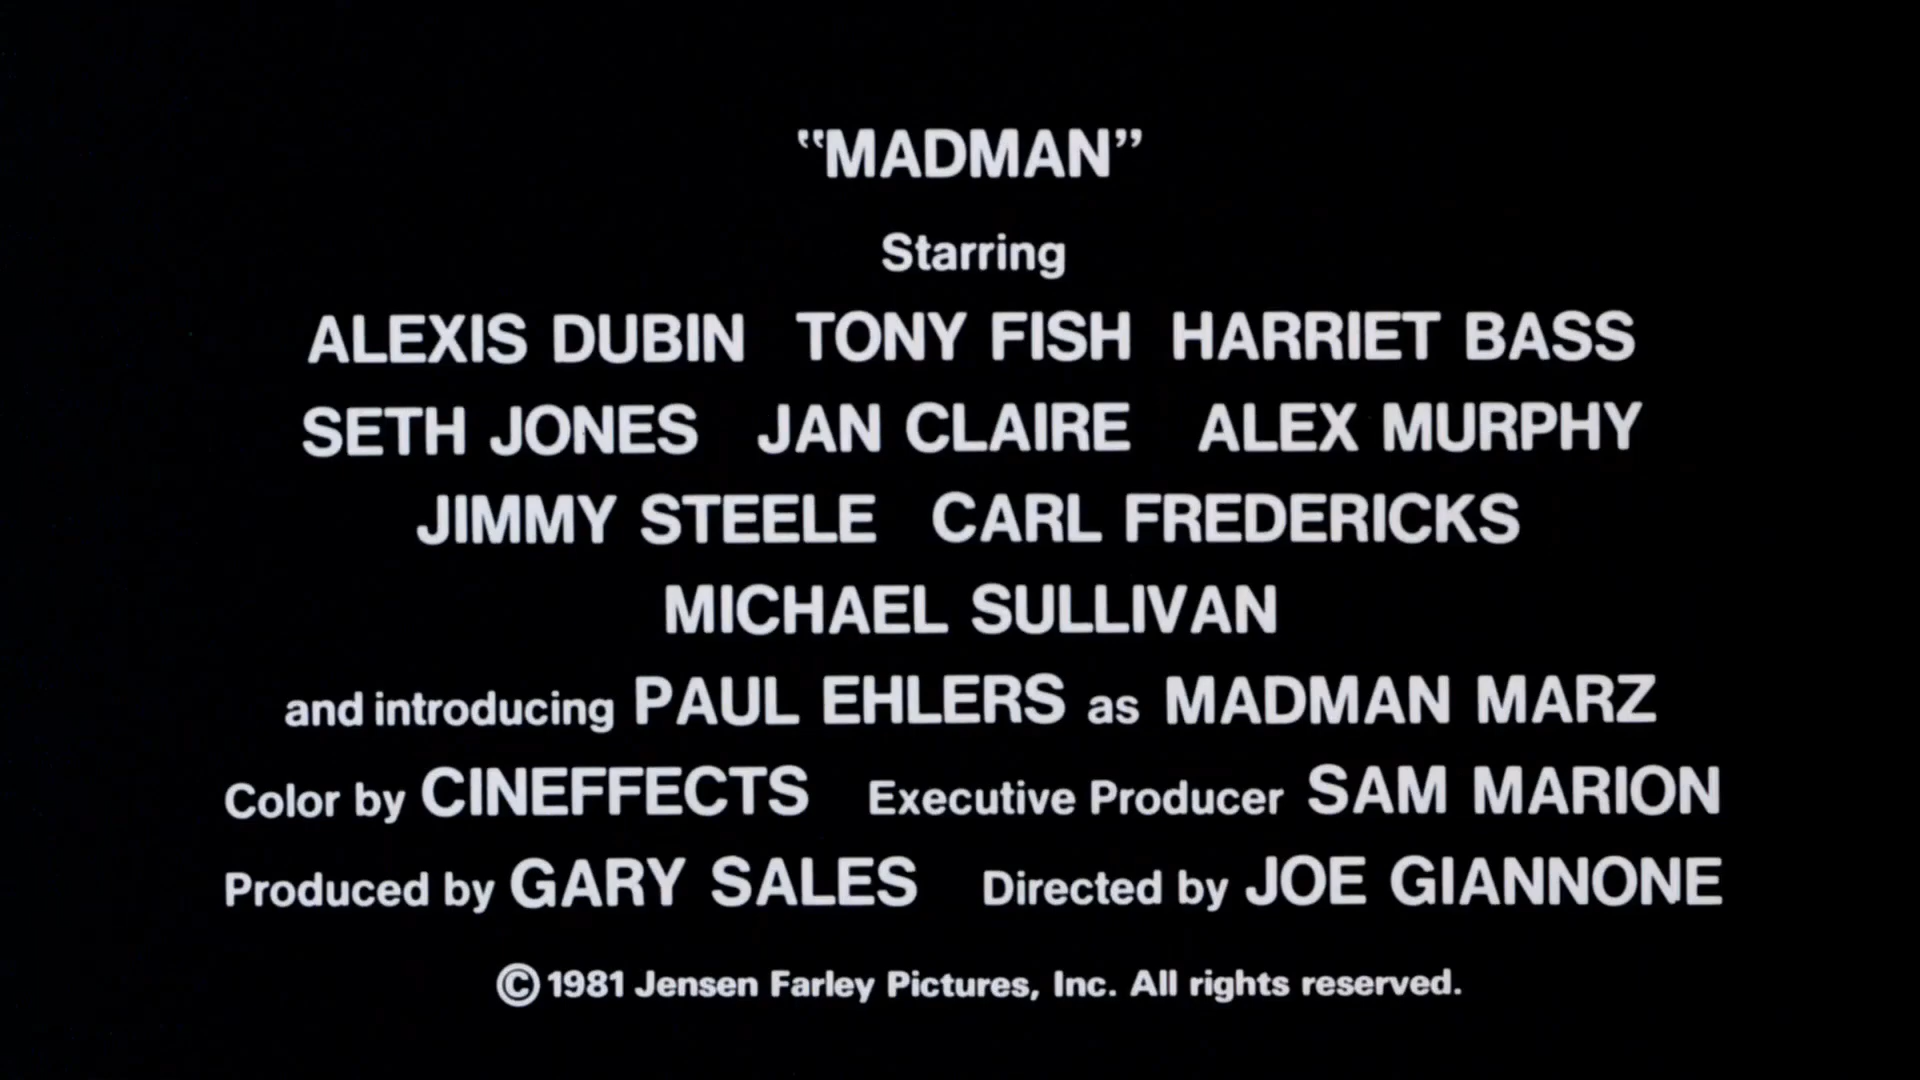 “MADMAN”
Starring
ALEXIS DUBIN TONY FISH HARRIET BASS
SETH JONES JAN CLAIRE ALEX MURPHY
JIMMY STEELE CARL FREDERICKS
MICHAEL SULLIVAN
and introducing PAUL EHLERS as MADMAN MARZ
Color by CINEFFECTS Executive Producer SAM MARION
Produced by GARY SALES Directed by JOE GIANNONE
© 1981 Jensen Farley Pictures, Inc. All rights reserved.